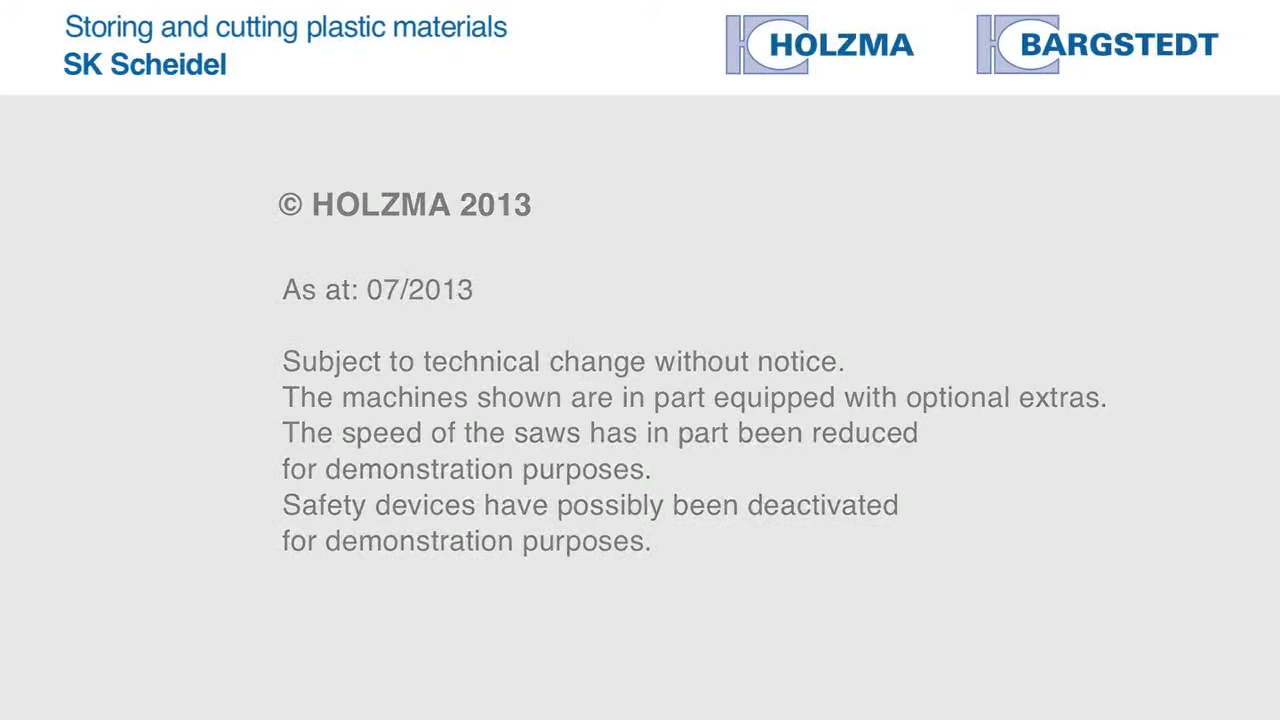 Storing and cutting plastic materials
SK Scheidel
HOLZMA
BARGSTEDT
© HOLZMA 2013
As at: 07/2013
Subject to technical change without notice.
The machines shown are in part equipped with optional extras.
The speed of the saws has in part been reduced
for demonstration purposes.
Safety devices have possibly been deactivated
for demonstration purposes.